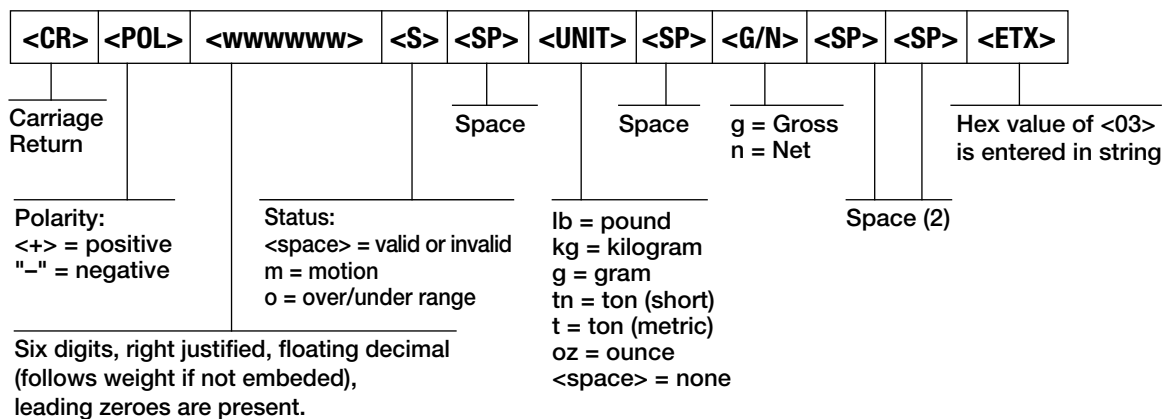 <CR> <POL> <wwwwww> <S> <SP> <UNIT> <SP> <G/N> <SP> <SP> <ETX>
Carriage
Return
Space
Space
g = Gross
n = Net
Hex value of <03>
is entered in string
Polarity:
<+> = positive
"–" = negative
Status:
<space> = valid or invalid
m = motion
o = over/under range
lb = pound
kg = kilogram
g = gram
tn = ton (short)
t = ton (metric)
oz = ounce
<space> = none
Space (2)
Six digits, right justified, floating decimal
(follows weight if not embeded),
leading zeroes are present.